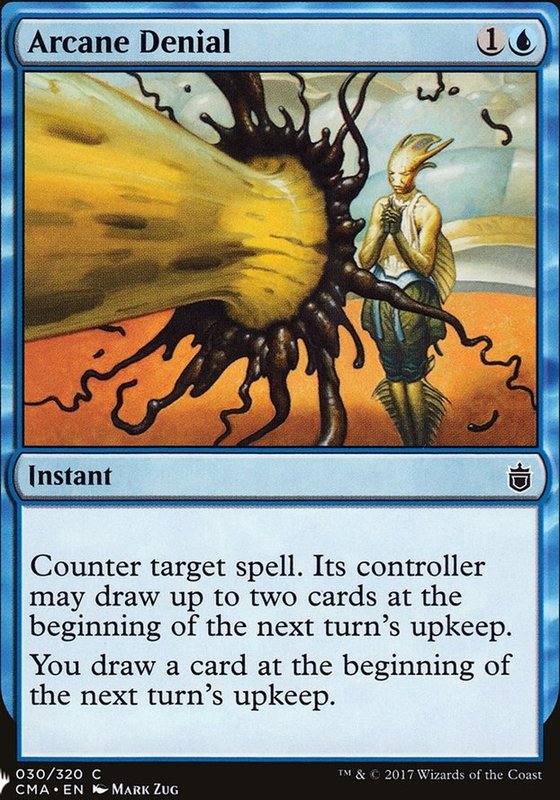 Arcane Denial 1
Instant
Counter target spell. Its controller
may draw up to two cards at the
beginning of the next turn's upkeep.
You draw a card at the beginning of
the next turn's upkeep.
030/320 C
CMA • EN Mark Zug
™ & © 2017 Wizards of the Coast